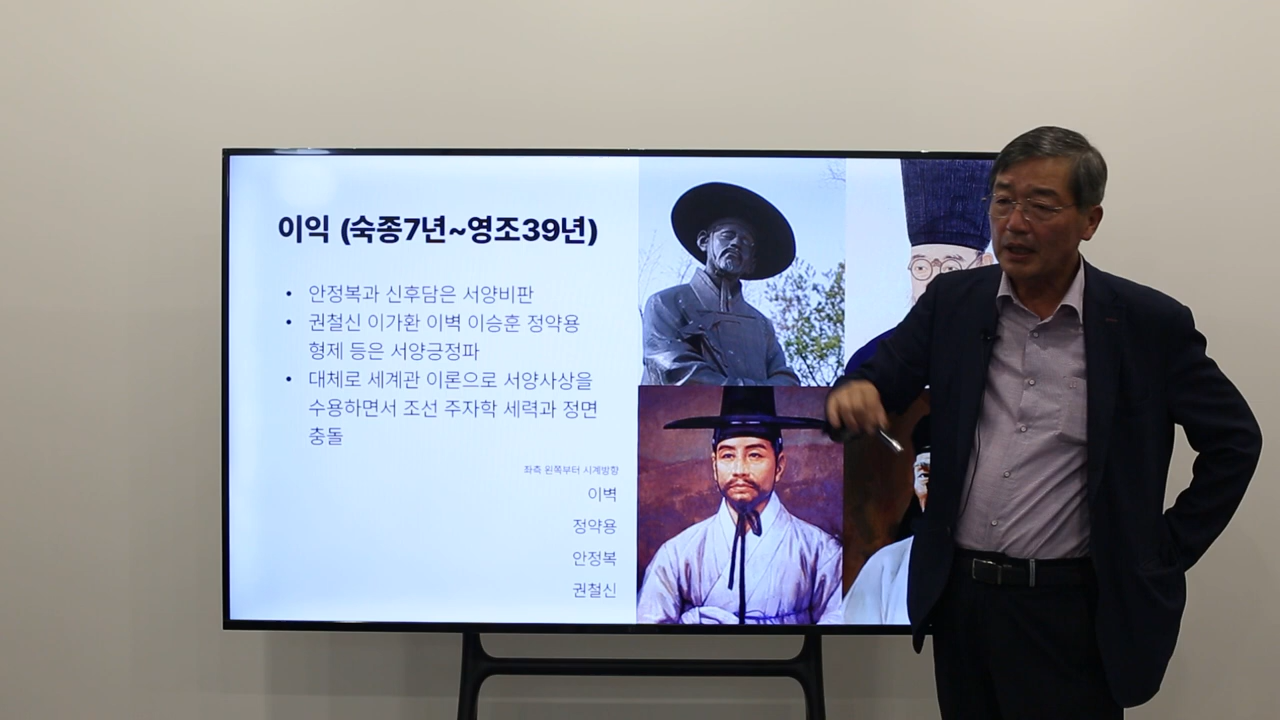 이익 (숙종7년~영조39년)
• 안정복과 신후담은 서양비판
• 권철신 이가환 이벽 이승훈 정약용
형제 등은 서양긍정파
• 대체로 세계관 이론으로 서양사상을
수용하면서 조선 주자학 세력과 정면
충돌
좌측 왼쪽부터 시계방향
이벽
정약용
안정복
권철신